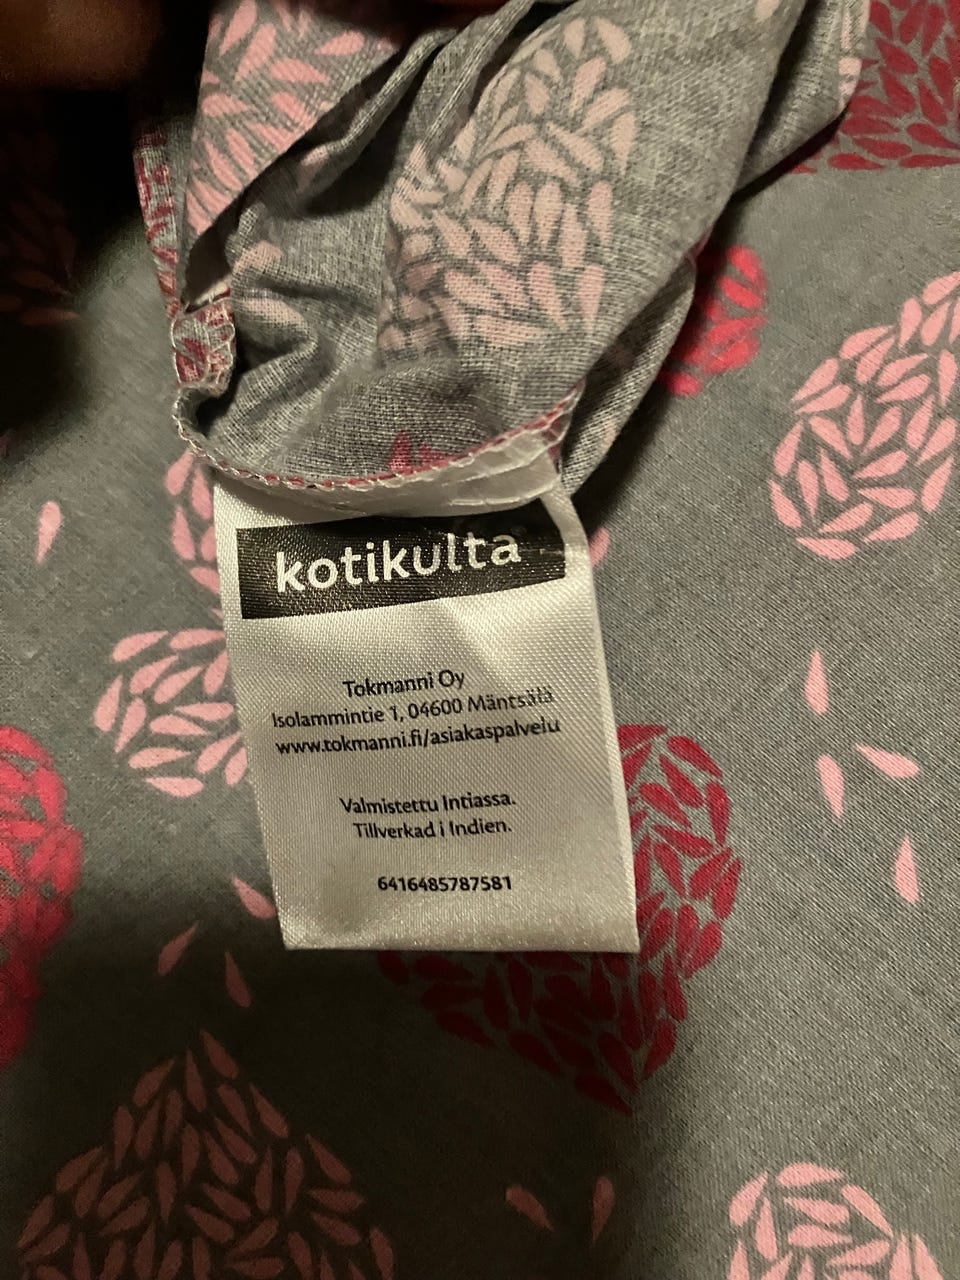 kotikulta
Tokmanni Oy
Isolammintie 1, 04600 Mäntsälä
www.tokmanni.fi/asiakaspalvelu
Valmistettu Intiassa.
Tillverkad i Indien.
6416485787581